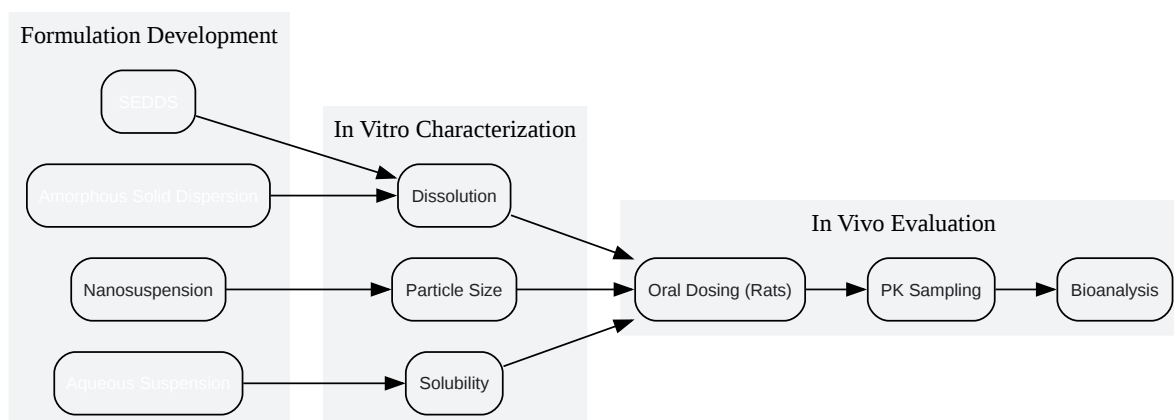 Formulation Development
SEDDS
Amorphous Solid Dispersion
Nanosuspension
Aqueous Suspension
In Vitro Characterization
Dissolution
Particle Size
Solubility
In Vivo Evaluation
Oral Dosing (Rats)
PK Sampling
Bioanalysis